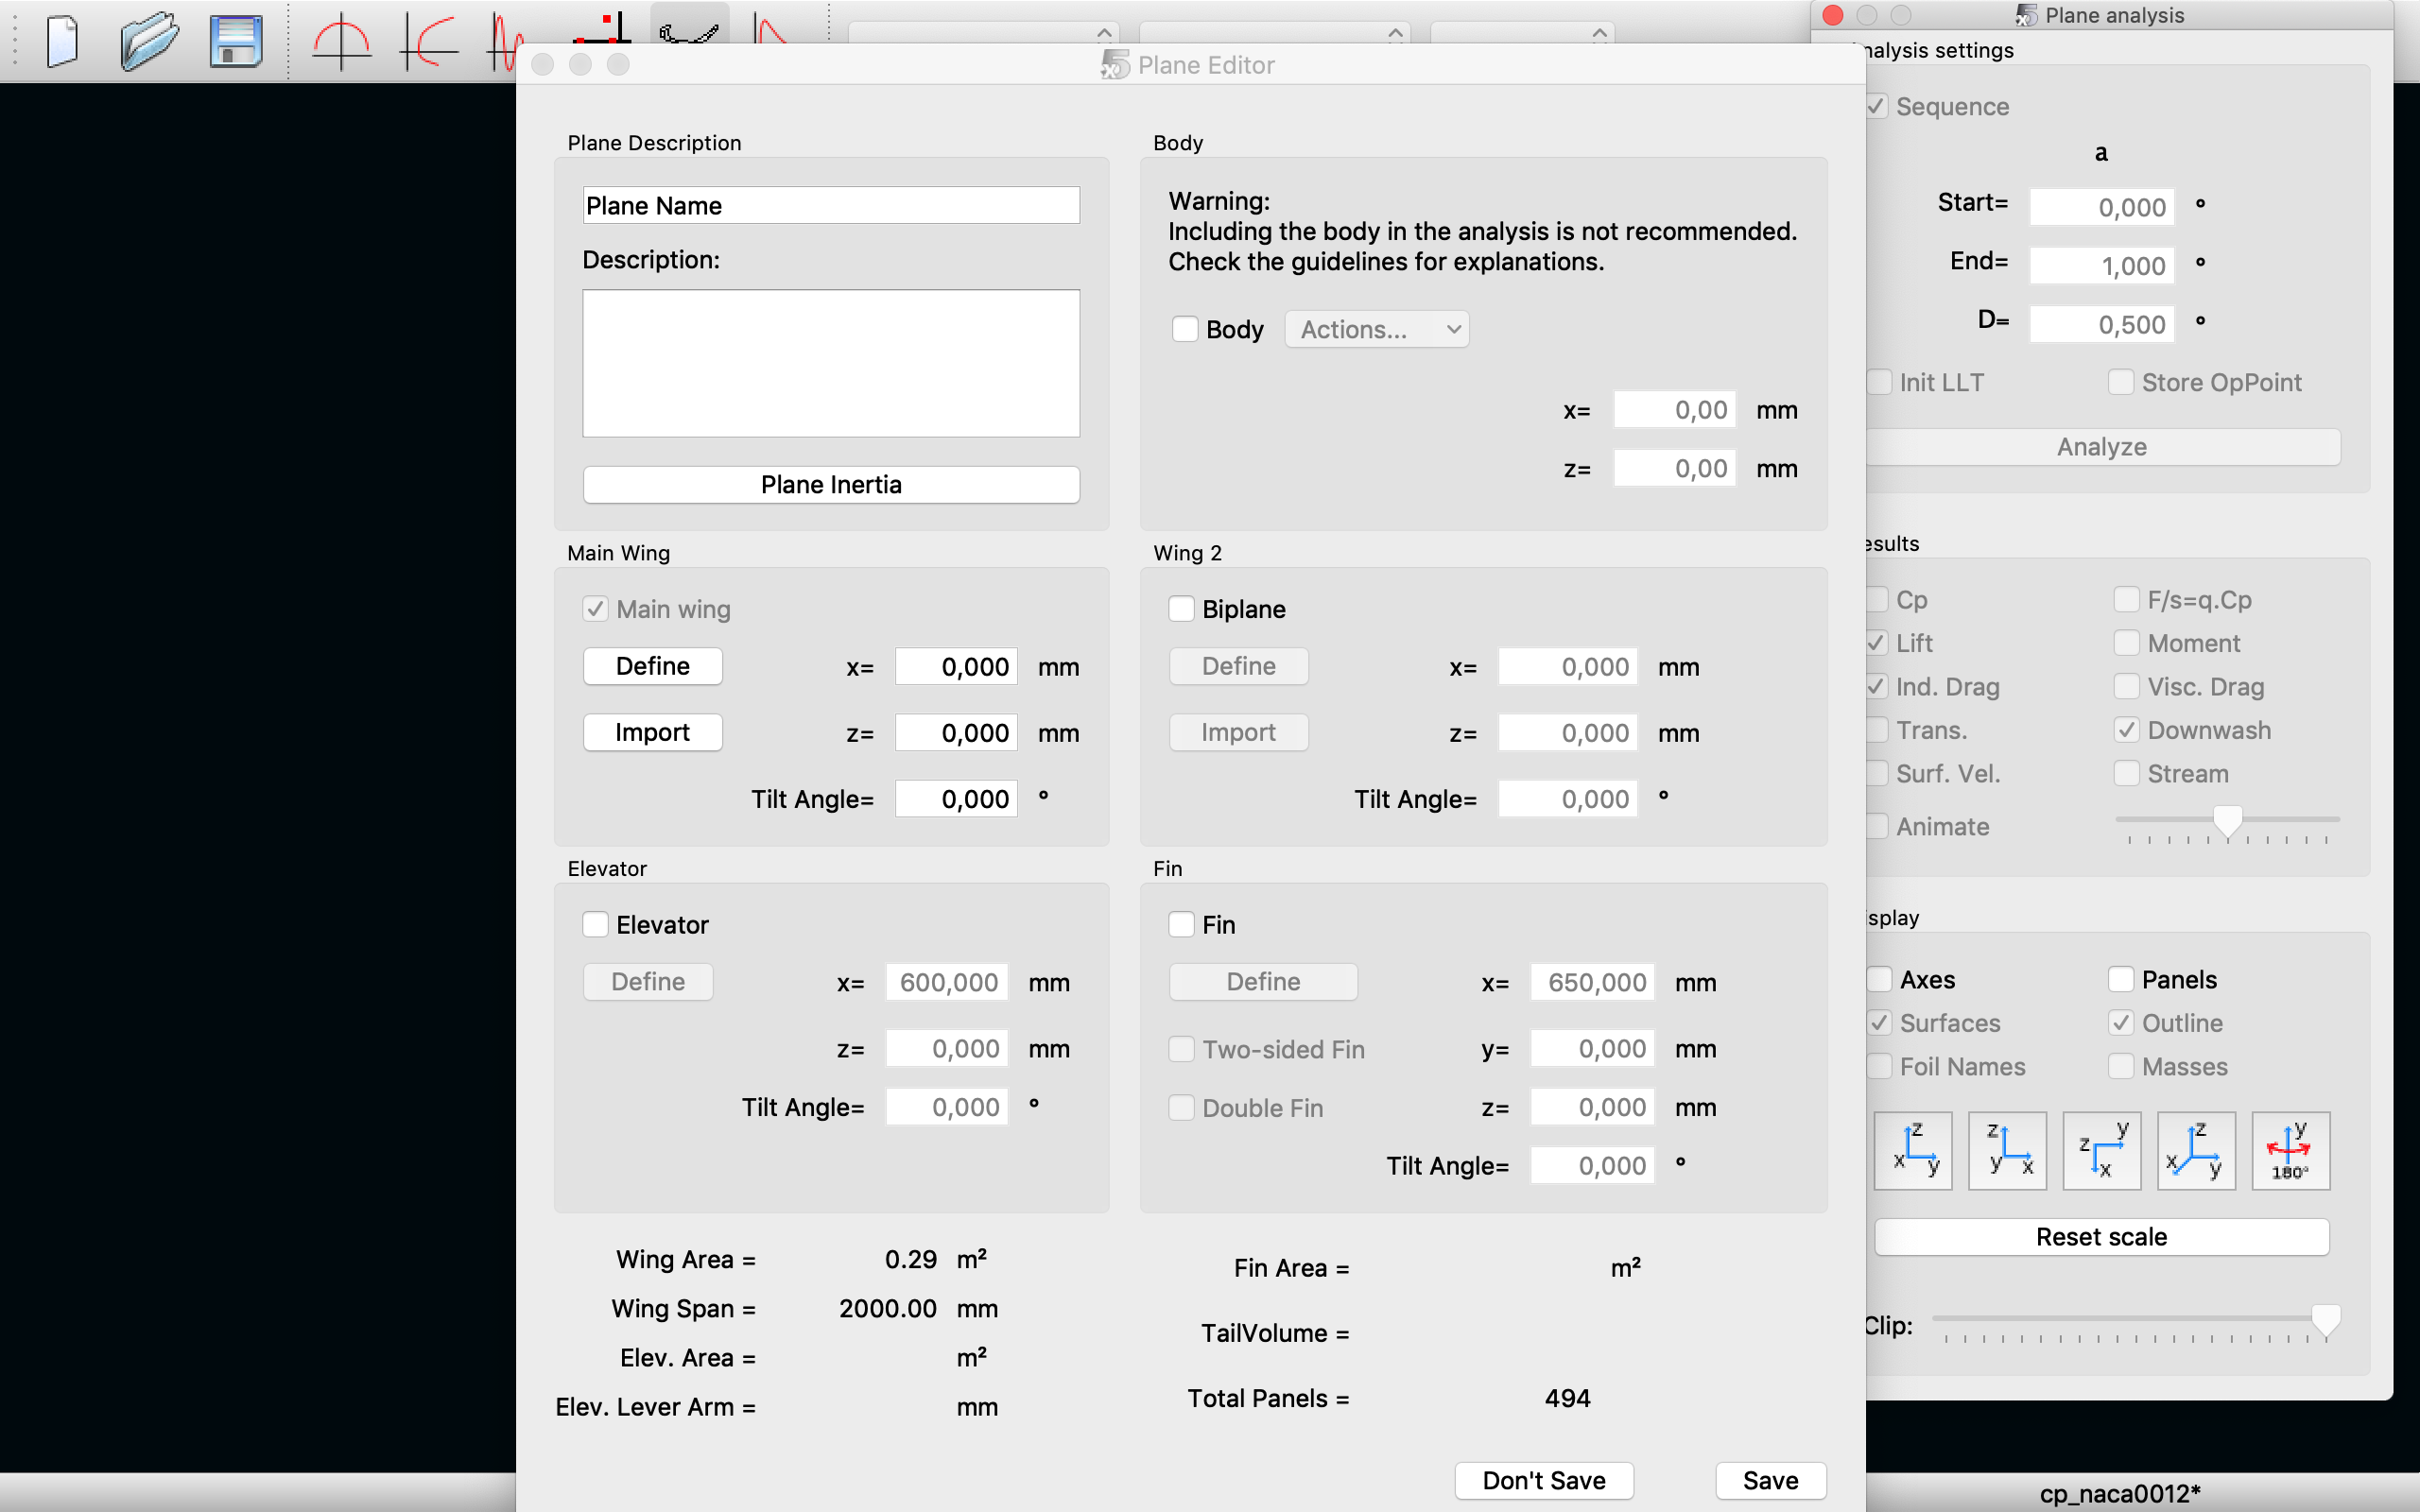 Plane Editor
Plane Description
Plane Name
Description:
Plane Inertia
Body
Warning:
Including the body in the analysis is not recommended.
Check the guidelines for explanations.
Body Actions...
x= 0,00 mm
z= 0,00 mm
Main Wing
Main wing
Define x= 0,000 mm
Import z= 0,000 mm
Tilt Angle= 0,000 °
Wing 2
Biplane
Define x= 0,000 mm
Import z= 0,000 mm
Tilt Angle= 0,000 °
Elevator
Elevator
Define x= 600,000 mm
z= 0,000 mm
Tilt Angle= 0,000 °
Fin
Fin
Define x= 650,000 mm
Two-sided Fin y= 0,000 mm
Double Fin z= 0,000 mm
Tilt Angle= 0,000 °
Wing Area = 0.29 m²
Wing Span = 2000.00 mm
Elev. Area = m²
Elev. Lever Arm = mm
Fin Area = m²
TailVolume =
Total Panels = 494
Don't Save Save
Plane analysis
nalysis settings
Sequence
a
Start= 0,000 °
End= 1,000 °
D= 0,500 °
Init LLT Store OpPoint
Analyze
esults
Cp F/s=q.Cp
Lift Moment
Ind. Drag Visc. Drag
Trans. Downwash
Surf. Vel. Stream
Animate
splay
Axes Panels
Surfaces Outline
Foil Names Masses
z x y
z y x
z y x
z x y
y 180°
Reset scale
Clip:
cp_naca0012*